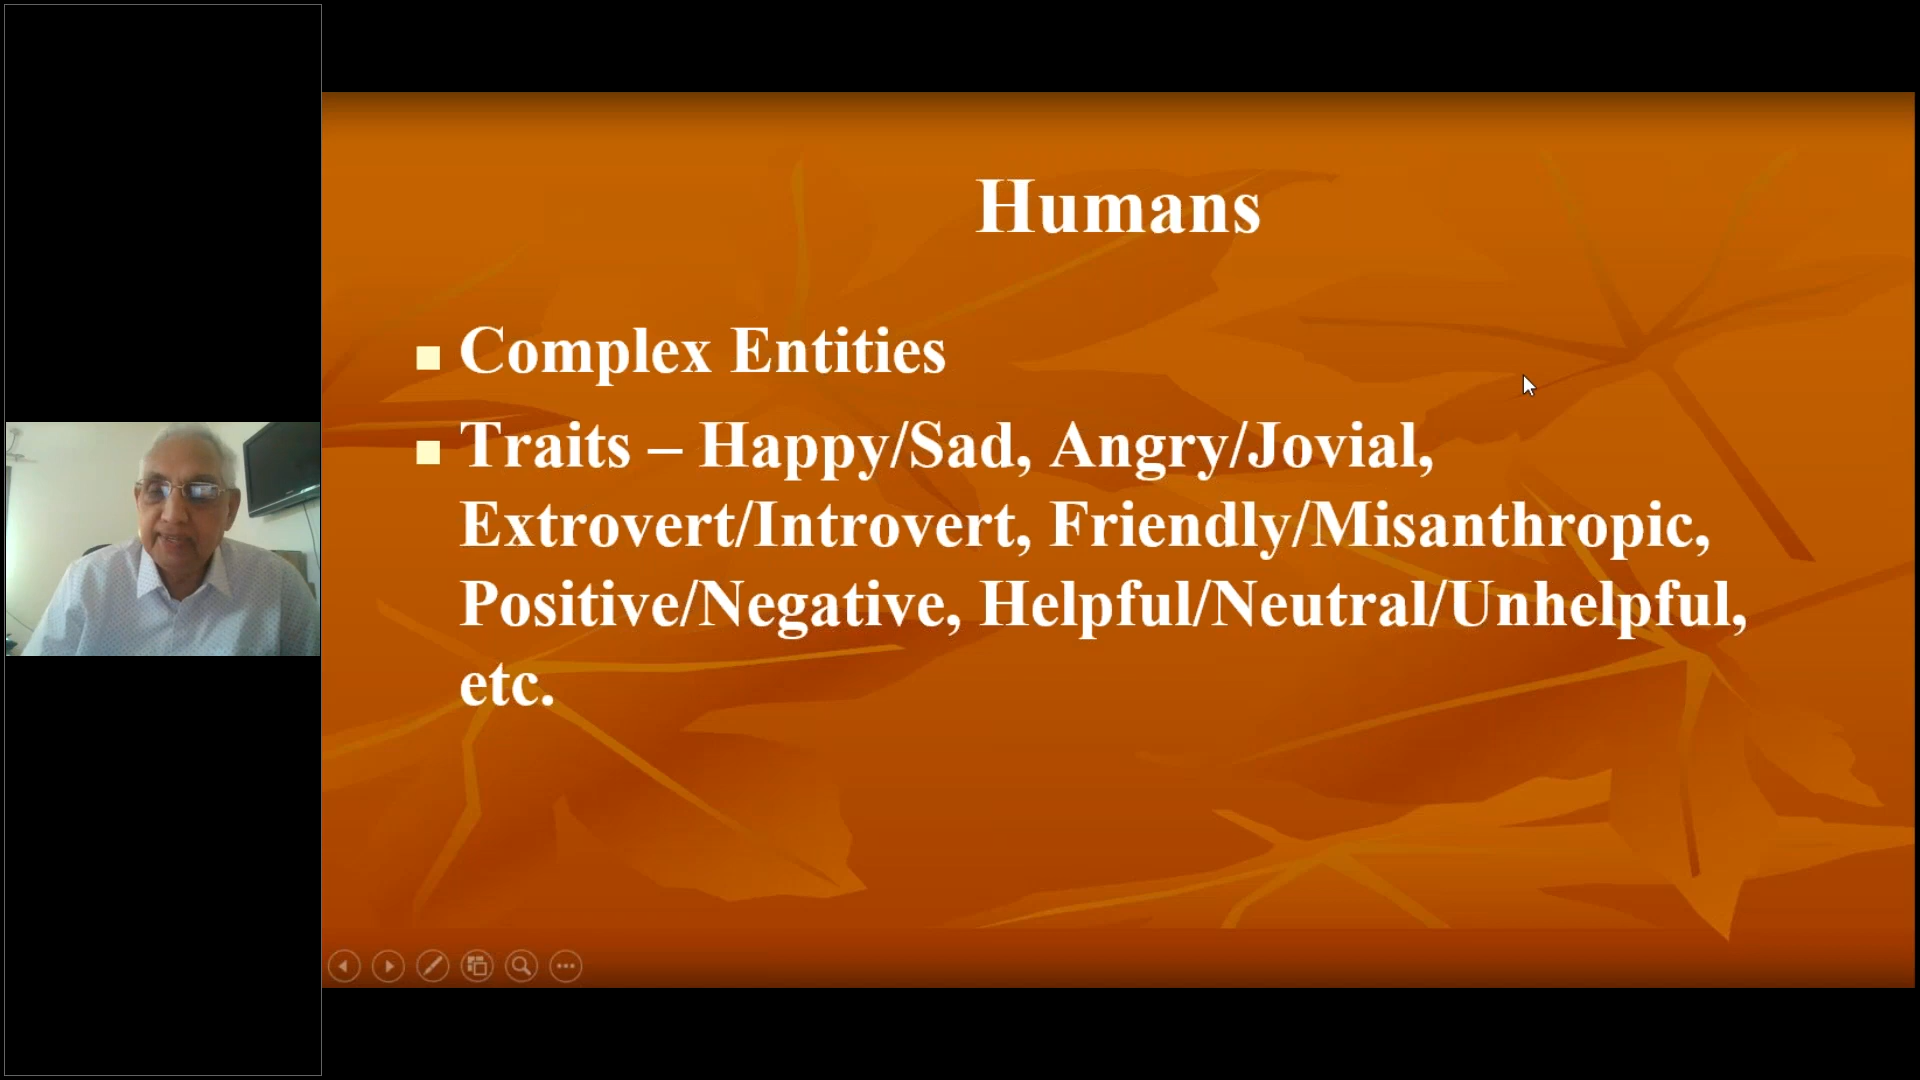 Humans
Complex Entities
Traits – Happy/Sad, Angry/Jovial,
Extrovert/Introvert, Friendly/Misanthropic,
Positive/Negative, Helpful/Neutral/Unhelpful,
etc.